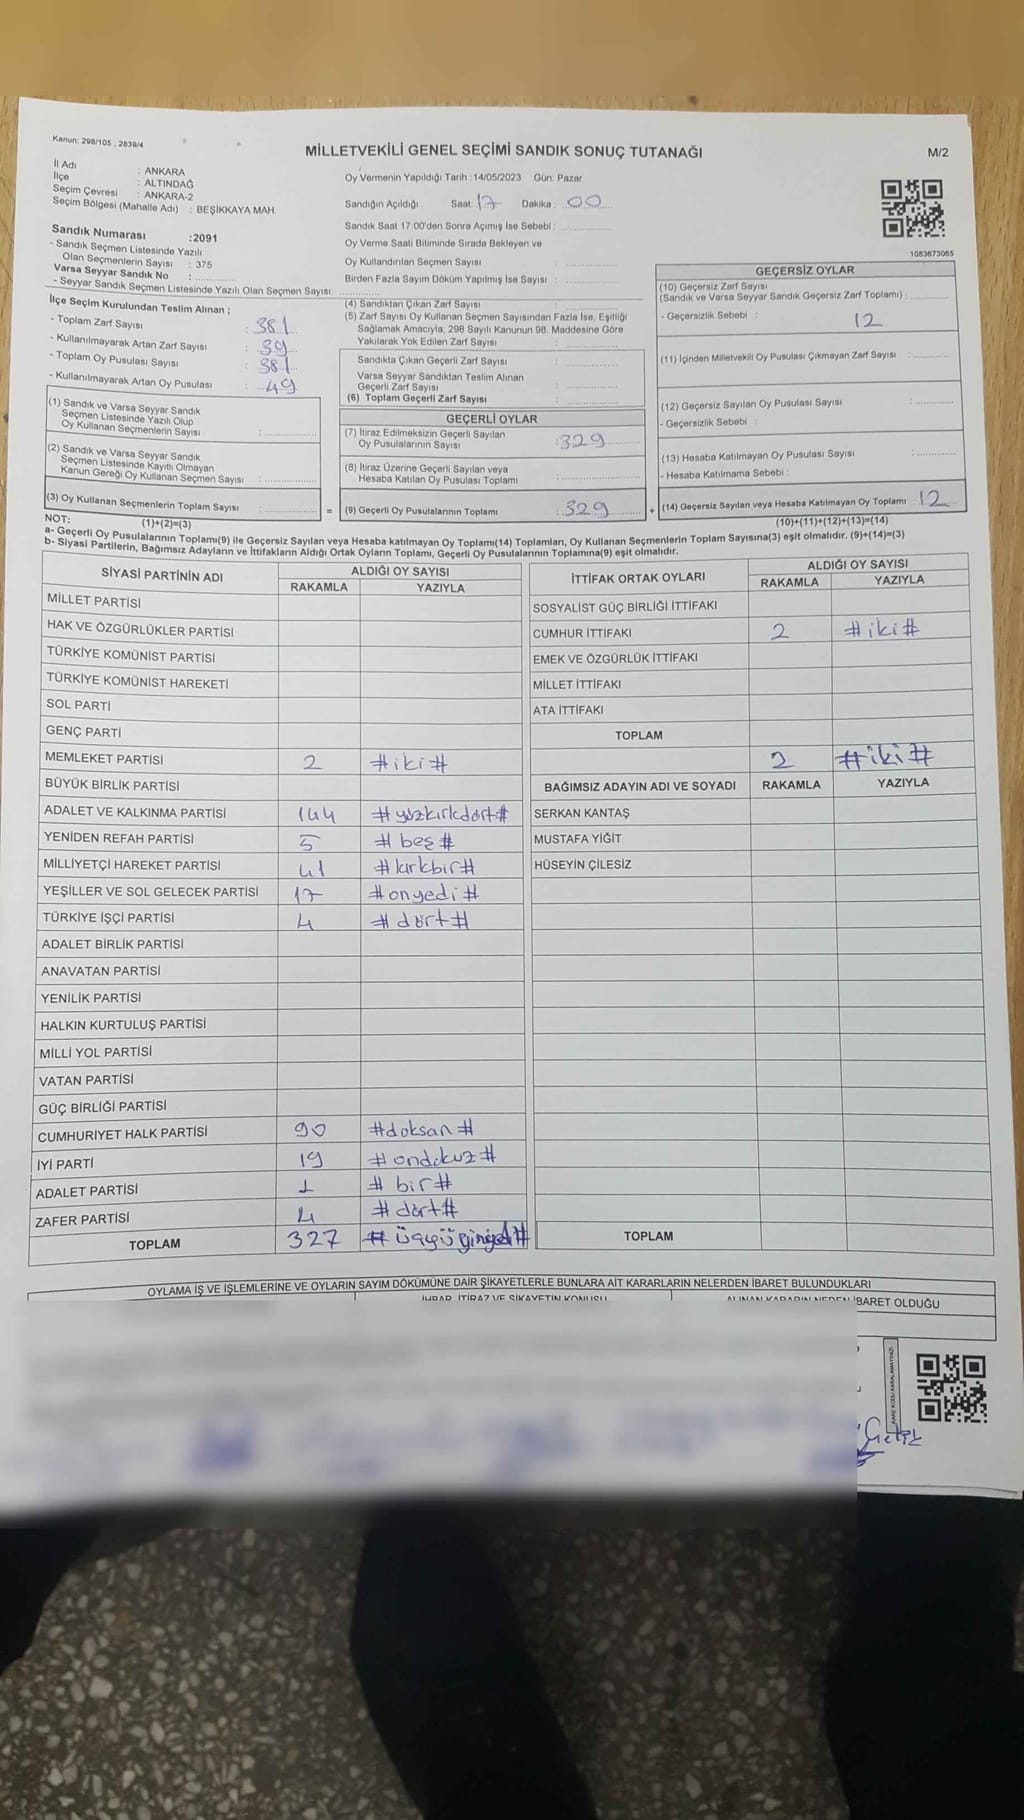 Kanun: 298/105 , 2839/4
MİLLETVEKİLİ GENEL SEÇİMİ SANDIK SONUÇ TUTANAĞI
M/2
İl Adı : ANKARA
İlçe : ALTINDAĞ
Seçim Çevresi : ANKARA-2
Seçim Bölgesi (Mahalle Adı) : BEŞİKKAYA MAH.
Sandık Numarası :2091
- Sandık Seçmen Listesinde Yazılı
Olan Seçmenlerin Sayısı : 375
Varsa Seyyar Sandık No :
- Seyyar Sandık Seçmen Listesinde Yazılı Olan Seçmen Sayısı:
Oy Vermenin Yapıldığı Tarih :14/05/2023 Gün: Pazar
Sandığın Açıldığı Saat: 17 Dakika : 00
Sandık Saat 17:00'den Sonra Açımış İse Sebebi :
Oy Verme Saati Bitiminde Sırada Bekleyen ve
Oy Kullandırılan Seçmen Sayısı :
Birden Fazla Sayım Döküm Yapılmış İse Sayısı :
1083673065
İlçe Seçim Kurulundan Teslim Alınan ;
- Toplam Zarf Sayısı : 381
- Kullanılmayarak Artan Zarf Sayısı : 39
- Toplam Oy Pusulası Sayısı : 381
- Kullanılmayarak Artan Oy Pusulası : 49
(1) Sandık ve Varsa Seyyar Sandık
Seçmen Listesinde Yazılı Olup
Oy Kullanan Seçmenlerin Sayısı :
(2) Sandık ve Varsa Seyyar Sandık
Seçmen Listesinde Kayıtlı Olmayan
Kanun Gereği Oy Kullanan Seçmen Sayısı :
(3) Oy Kullanan Seçmenlerin Toplam Sayısı :
(1)+(2)=(3)
(4) Sandıktan Çıkan Zarf Sayısı :
(5) Zarf Sayısı Oy Kullanan Seçmen Sayısından Fazla İse, Eşitliği
Sağlamak Amacıyla; 298 Sayılı Kanunun 98. Maddesine Göre
Yakılarak Yok Edilen Zarf Sayısı :
Sandıkta Çıkan Geçerli Zarf Sayısı :
Varsa Seyyar Sandıktan Teslim Alınan
Geçerli Zarf Sayısı :
(6) Toplam Geçerli Zarf Sayısı :
GEÇERLİ OYLAR
(7) İtiraz Edilmeksizin Geçerli Sayılan
Oy Pusulalarının Sayısı : 329
(8) İtiraz Üzerine Geçerli Sayılan veya
Hesaba Katılan Oy Pusulası Toplamı :
= (9) Geçerli Oy Pusulalarının Toplamı : 329 +
GEÇERSİZ OYLAR
(10) Geçersiz Zarf Sayısı
(Sandık ve Varsa Seyyar Sandık Geçersiz Zarf Toplamı) :
- Geçersizlik Sebebi : 12
(11) İçinden Milletvekili Oy Pusulası Çıkmayan Zarf Sayısı :
(12) Geçersiz Sayılan Oy Pusulası Sayısı :
- Geçersizlik Sebebi :
(13) Hesaba Katılmayan Oy Pusulası Sayısı :
- Hesaba Katılmama Sebebi :
(14) Geçersiz Sayılan veya Hesaba Katılmayan Oy Toplamı : 12
(10)+(11)+(12)+(13)=(14)
NOT:
a- Geçerli Oy Pusulalarının Toplamı(9) ile Geçersiz Sayılan veya Hesaba Katılmayan Oy Toplamı(14) Toplamları, Oy Kullanan Seçmenlerin Toplam Sayısına(3) eşit olmalıdır. (9)+(14)=(3)
b- Siyasi Partilerin, Bağımsız Adayların ve İttifakların Aldığı Ortak Oyların Toplamı, Geçerli Oy Pusulalarının Toplamına(9) eşit olmalıdır.
SİYASİ PARTİNİN ADI ALDIĞI OY SAYISI
RAKAMLA YAZIYLA
MİLLET PARTİSİ
HAK VE ÖZGÜRLÜKLER PARTİSİ
TÜRKİYE KOMÜNİST PARTİSİ
TÜRKİYE KOMÜNİST HAREKETİ
SOL PARTİ
GENÇ PARTİ
MEMLEKET PARTİSİ 2 #iki#
BÜYÜK BİRLİK PARTİSİ
ADALET VE KALKINMA PARTİSİ 144 #yüzkırkdört#
YENİDEN REFAH PARTİSİ 5 #beş#
MİLLİYETÇİ HAREKET PARTİSİ 41 #kırkbir#
YEŞİLLER VE SOL GELECEK PARTİSİ 17 #onyedi#
TÜRKİYE İŞÇİ PARTİSİ 4 #dört#
ADALET BİRLİK PARTİSİ
ANAVATAN PARTİSİ
YENİLİK PARTİSİ
HALKIN KURTULUŞ PARTİSİ
MİLLİ YOL PARTİSİ
VATAN PARTİSİ
GÜÇ BİRLİĞİ PARTİSİ
CUMHURİYET HALK PARTİSİ 90 #doksan#
İYİ PARTİ 19 #ondokuz#
ADALET PARTİSİ 1 #bir#
ZAFER PARTİSİ 4 #dört#
TOPLAM 327
İTTİFAK ORTAK OYLARI ALDIĞI OY SAYISI
RAKAMLA YAZIYLA
SOSYALİST GÜÇ BİRLİĞİ İTTİFAKI
CUMHUR İTTİFAKI 2 #iki#
EMEK VE ÖZGÜRLÜK İTTİFAKI
MİLLET İTTİFAKI
ATA İTTİFAKI
TOPLAM 2 #iki#
BAĞIMSIZ ADAYIN ADI VE SOYADI RAKAMLA YAZIYLA
SERKAN KANTAŞ
MUSTAFA YİĞİT
HÜSEYİN ÇİLESİZ
TOPLAM
OYLAMA İŞ VE İŞLEMLERİNE VE OYLARIN SAYIM DÖKÜMÜNE DAİR ŞİKAYETLERLE BUNLARA AİT KARARLARIN NELERDEN İBARET BULUNDUKLARI
İHBAR, İTİRAZ VE ŞİKAYETİN KONUSU
ALINAN KARARIN NEDEN İBARET OLDUĞU
KARE KODU KARALAMAYINIZ!